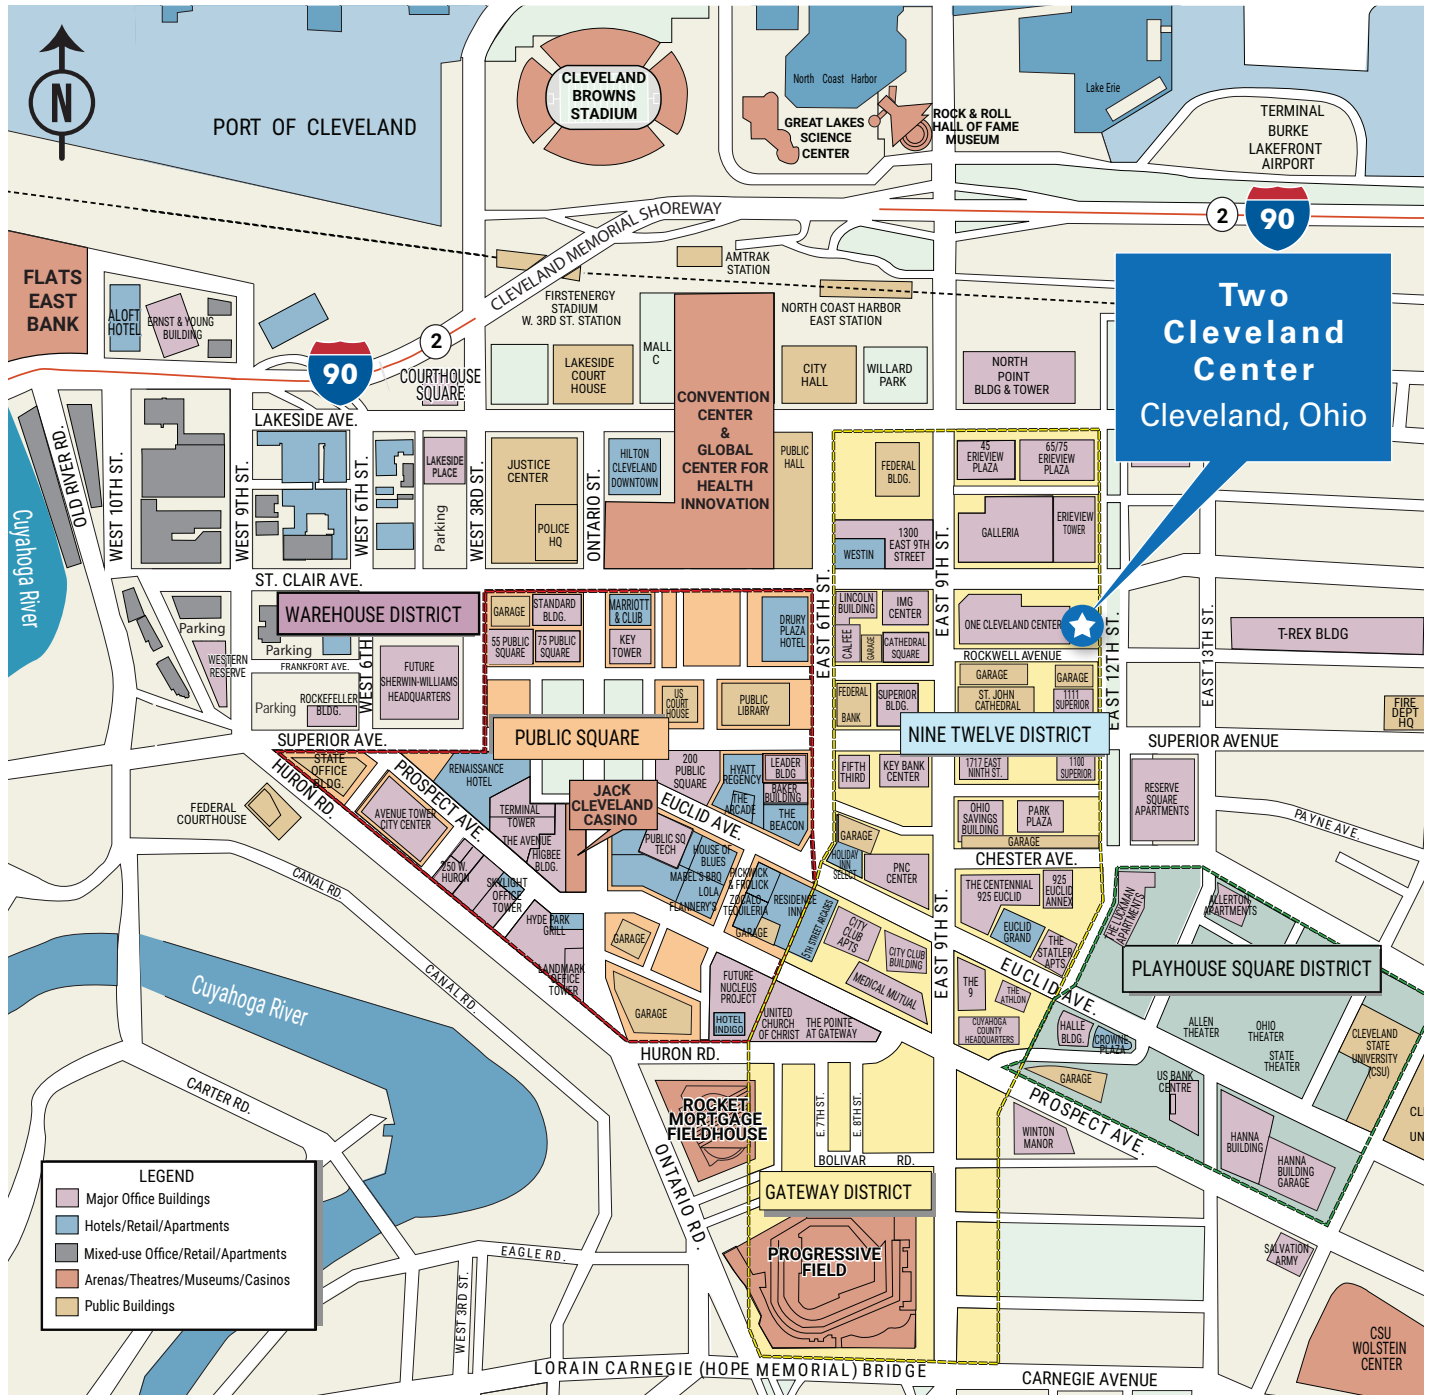 N
PORT OF CLEVELAND
CLEVELAND
BROWNS
STADIUM
North Coast Harbor
GREAT LAKES
SCIENCE
CENTER
ROCK & ROLL
HALL OF FAME
MUSEUM
Lake Erie
TERMINAL
BURKE
LAKEFRONT
AIRPORT
2
90
CLEVELAND MEMORIAL SHOREWAY
AMTRAK
STATION
FIRSTENERGY
STADIUM
W. 3RD ST. STATION
NORTH COAST HARBOR
EAST STATION
Two
Cleveland
Center
Cleveland, Ohio
FLATS
EAST
BANK
ALOFT
HOTEL
ERNST & YOUNG
BUILDING
2
90
COURTHOUSE
SQUARE
LAKESIDE
COURT
HOUSE
MALL
C
CITY
HALL
WILLARD
PARK
NORTH
POINT
BLDG & TOWER
CONVENTION
CENTER
&
GLOBAL
CENTER FOR
HEALTH
INNOVATION
LAKESIDE AVE.
OLD RIVER RD.
WEST 10TH ST.
WEST 9TH ST.
WEST 6TH ST.
LAKESIDE
PLACE
Parking
WEST 3RD ST.
JUSTICE
CENTER
POLICE
HQ
ONTARIO ST.
HILTON
CLEVELAND
DOWNTOWN
PUBLIC
HALL
FEDERAL
BLDG.
45
ERIEVIEW
PLAZA
65/75
ERIEVIEW
PLAZA
1300
EAST 9TH
STREET
WESTIN
GALLERIA
ERIEVIEW
TOWER
EAST 9TH ST.
Cuyahoga River
ST. CLAIR AVE.
WAREHOUSE DISTRICT
Parking
Parking
WESTERN
RESERVE
FRANKFORT AVE.
WEST 6TH
Parking
ROCKEFELLER
BLDG.
FUTURE
SHERWIN-WILLIAMS
HEADQUARTERS
GARAGE
STANDARD
BLDG.
55 PUBLIC
SQUARE
75 PUBLIC
SQUARE
MARRIOTT
& CLUB
KEY
TOWER
DRURY
PLAZA
HOTEL
EAST 6TH ST.
LINCOLN
BUILDING
IMG
CENTER
CALFEE
GARAGE
CATHEDRAL
SQUARE
ONE CLEVELAND CENTER
ROCKWELL AVENUE
EAST 12TH ST.
EAST 13TH ST.
T-REX BLDG
FIRE
DEPT
HQ
US
COURT
HOUSE
PUBLIC
LIBRARY
FEDERAL
BANK
SUPERIOR
BLDG.
GARAGE
ST. JOHN
CATHEDRAL
GARAGE
1111
SUPERIOR
SUPERIOR AVE.
PUBLIC SQUARE
NINE TWELVE DISTRICT
SUPERIOR AVENUE
STATE
OFFICE
BLDG.
HURON RD.
PROSPECT AVE.
RENAISSANCE
HOTEL
FEDERAL
COURTHOUSE
AVENUE TOWER
CITY CENTER
TERMINAL
TOWER
THE AVENUE
HIGBEE
BLDG.
JACK
CLEVELAND
CASINO
200
PUBLIC
SQUARE
HYATT
REGENCY
THE
ARCADE
LEADER
BLDG
BAKER
BUILDING
THE
BEACON
EUCLID AVE.
FIFTH
THIRD
KEY BANK
CENTER
1717 EAST
NINTH ST.
1100
SUPERIOR
RESERVE
SQUARE
APARTMENTS
PAYNE AVE.
OHIO
SAVINGS
BUILDING
PARK
PLAZA
GARAGE
CHESTER AVE.
GARAGE
HOLIDAY
INN
SELECT
PNC
CENTER
250 W.
HURON
SKYLIGHT
OFFICE
TOWER
HYDE PARK
GRILL
LANDMARK
OFFICE
TOWER
PUBLIC SQ
TECH
HOUSE OF
BLUES
MABEL'S BBQ
LOLA
FLANNERY'S
PICKWICK
& FROLICK
ZOCALO
TEQUILERIA
GARAGE
RESIDENCE
INN
5TH STREET ARCADES
CITY
CLUB
APTS
CITY CLUB
BUILDING
MEDICAL MUTUAL
EAST 9TH ST.
THE CENTENNIAL
925 EUCLID
925
EUCLID
ANNEX
EUCLID
GRAND
THE
STATLER
APTS
EUCLID AVE.
THE
9
THE
ATHLON
CUYAHOGA
COUNTY
HEADQUARTERS
THE LUCKMAN
APARTMENTS
ALLERTON
APARTMENTS
PLAYHOUSE SQUARE DISTRICT
HALLE
BLDG.
CROWNE
PLAZA
ALLEN
THEATER
OHIO
THEATER
STATE
THEATER
CLEVELAND
STATE
UNIVERSITY
(CSU)
GARAGE
US BANK
CENTRE
HANNA
BUILDING
HANNA
BUILDING
GARAGE
CL
UN
CANAL RD.
CANAL RD.
Cuyahoga River
CARTER RD.
GARAGE
GARAGE
FUTURE
NUCLEUS
PROJECT
HOTEL
INDIGO
UNITED
CHURCH
OF CHRIST
THE POINTE
AT GATEWAY
HURON RD.
ROCKET
MORTGAGE
FIELDHOUSE
E. 7TH ST.
E. 8TH ST.
BOLIVAR RD.
WINTON
MANOR
PROSPECT AVE.
ONTARIO RD.
GATEWAY DISTRICT
PROGRESSIVE
FIELD
SALVATION
ARMY
CSU
WOLSTEIN
CENTER
LEGEND
Major Office Buildings
Hotels/Retail/Apartments
Mixed-use Office/Retail/Apartments
Arenas/Theatres/Museums/Casinos
Public Buildings
EAGLE RD.
WEST 3RD ST.
LORAIN CARNEGIE (HOPE MEMORIAL) BRIDGE
CARNEGIE AVENUE